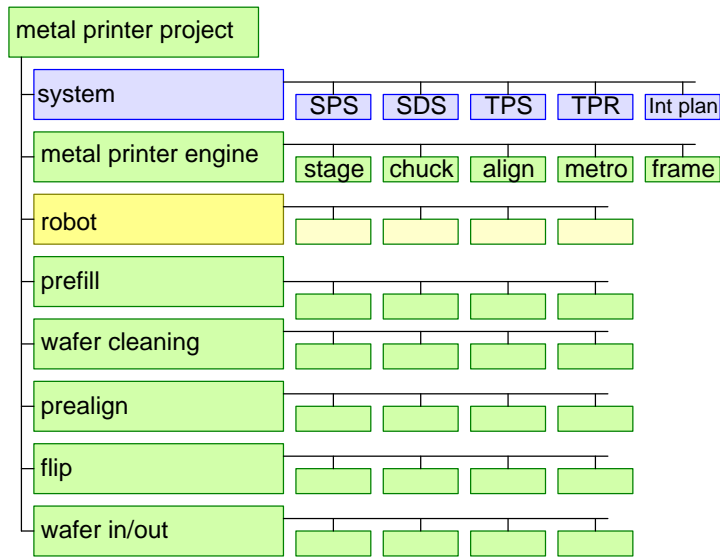 metal printer project
system
SPS SDS TPS TPR Int plan
metal printer engine
stage chuck align metro frame
robot
prefill
wafer cleaning
prealign
flip
wafer in/out